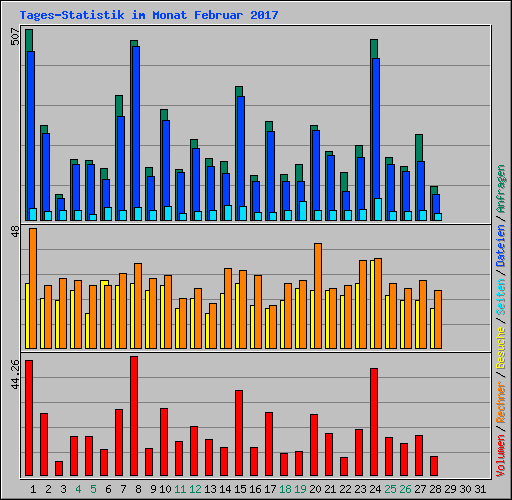 Tages-Statistik im Monat Februar 2017
507
48
44.26
Volumen / Rechner / Besuche / Seiten / Dateien / Anfragen
1 2 3 4 5 6 7 8 9 10 11 12 13 14 15 16 17 18 19 20 21 22 23 24 25 26 27 28 29 30 31